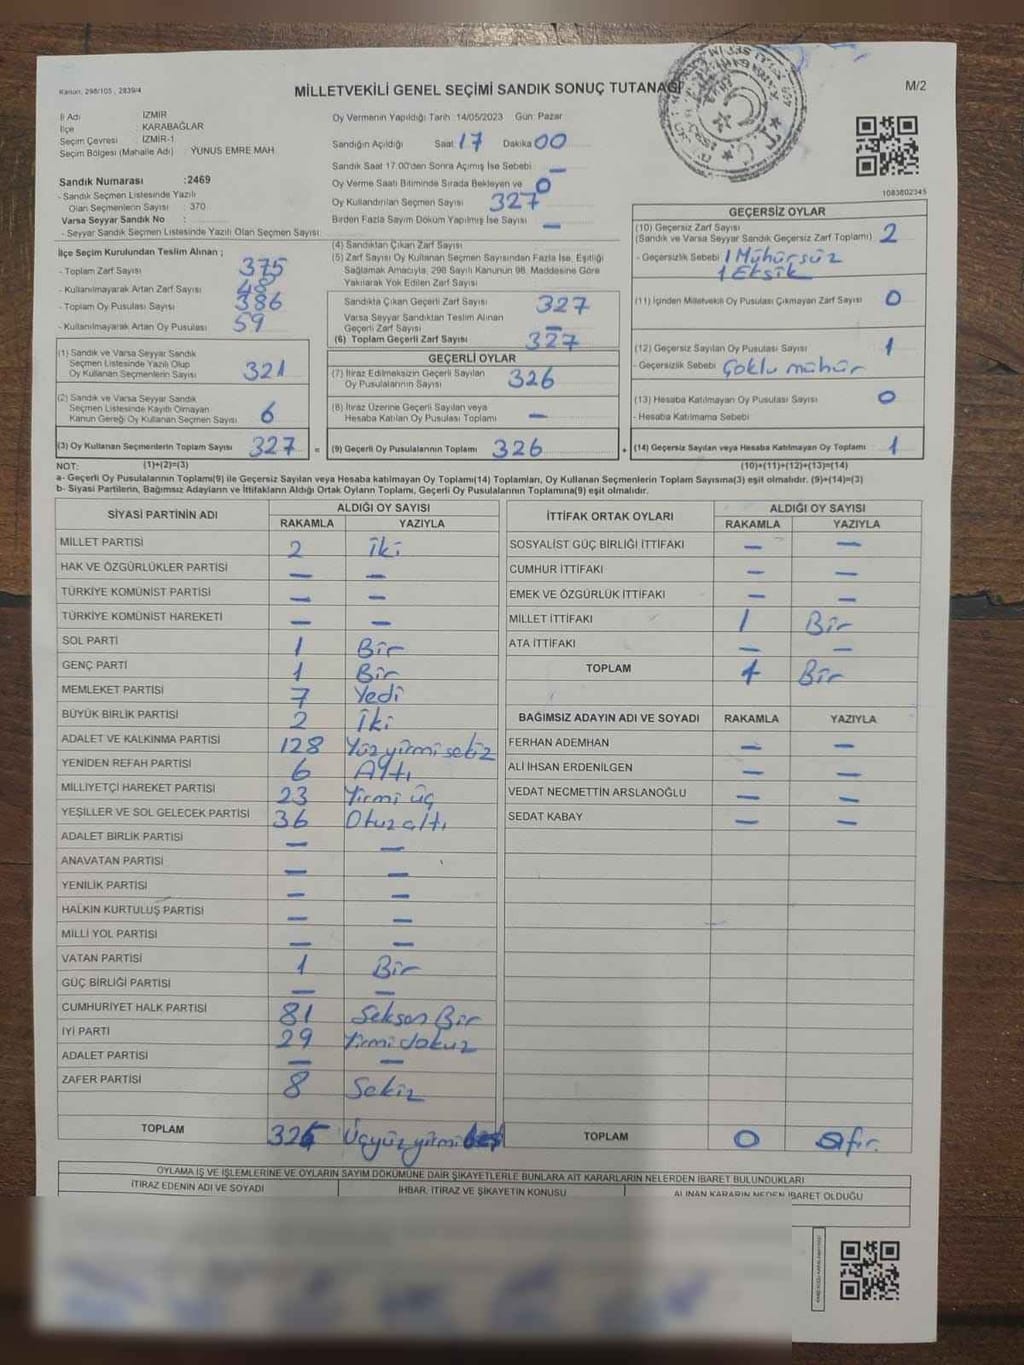 Kanun: 298/105 , 2839/4
MİLLETVEKİLİ GENEL SEÇİMİ SANDIK SONUÇ TUTANAĞI
M/2
İl Adı : İZMİR
İlçe : KARABAĞLAR
Seçim Çevresi : İZMİR-1
Seçim Bölgesi (Mahalle Adı) : YUNUS EMRE MAH.
Sandık Numarası :2469
- Sandık Seçmen Listesinde Yazılı
Olan Seçmenlerin Sayısı : 370
Varsa Seyyar Sandık No :
- Seyyar Sandık Seçmen Listesinde Yazılı Olan Seçmen Sayısı:
Oy Vermenin Yapıldığı Tarih 14/05/2023 Gün: Pazar
Sandığın Açıldığı Saat 17 Dakika 00
Sandık Saat 17.00'den Sonra Açılmış İse Sebebi —
Oy Verme Saati Bitiminde Sırada Bekleyen ve 0
Oy Kullandırılan Seçmen Sayısı 327
Birden Fazla Sayım Döküm Yapılmış İse Sayısı —
1083802345
İlçe Seçim Kurulundan Teslim Alınan ;
- Toplam Zarf Sayısı 375
- Kullanılmayarak Artan Zarf Sayısı 48
- Toplam Oy Pusulası Sayısı 386
- Kullanılmayarak Artan Oy Pusulası 59
(4) Sandıktan Çıkan Zarf Sayısı
(5) Zarf Sayısı Oy Kullanan Seçmen Sayısından Fazla İse, Eşitliği
Sağlamak Amacıyla, 298 Sayılı Kanunun 98. Maddesine Göre
Yakılarak Yok Edilen Zarf Sayısı
Sandıkta Çıkan Geçerli Zarf Sayısı 327
Varsa Seyyar Sandıktan Teslim Alınan
Geçerli Zarf Sayısı —
(6) Toplam Geçerli Zarf Sayısı 327
GEÇERSİZ OYLAR
(10) Geçersiz Zarf Sayısı
(Sandık ve Varsa Seyyar Sandık Geçersiz Zarf Toplamı) 2
- Geçersizlik Sebebi 1 Mühürsüz
1 Eksik
(11) İçinden Milletvekili Oy Pusulası Çıkmayan Zarf Sayısı 0
(12) Geçersiz Sayılan Oy Pusulası Sayısı 1
- Geçersizlik Sebebi Çoklu mühür
(13) Hesaba Katılmayan Oy Pusulası Sayısı 0
- Hesaba Katılmama Sebebi
(14) Geçersiz Sayılan veya Hesaba Katılmayan Oy Toplamı 1
(10)+(11)+(12)+(13)=(14)
(1) Sandık ve Varsa Seyyar Sandık
Seçmen Listesinde Yazılı Olup
Oy Kullanan Seçmenlerin Sayısı 321
(2) Sandık ve Varsa Seyyar Sandık
Seçmen Listesinde Kayıtlı Olmayan
Kanun Gereği Oy Kullanan Seçmen Sayısı 6
(3) Oy Kullanan Seçmenlerin Toplam Sayısı 327 =
GEÇERLİ OYLAR
(7) İtiraz Edilmeksizin Geçerli Sayılan
Oy Pusulalarının Sayısı 326
(8) İtiraz Üzerine Geçerli Sayılan veya
Hesaba Katılan Oy Pusulası Toplamı —
(9) Geçerli Oy Pusulalarının Toplamı 326 +
NOT: (1)+(2)=(3)
a- Geçerli Oy Pusulalarının Toplamı(9) ile Geçersiz Sayılan veya Hesaba katılmayan Oy Toplamı(14) Toplamları, Oy Kullanan Seçmenlerin Toplam Sayısına(3) eşit olmalıdır. (9)+(14)=(3)
b- Siyasi Partilerin, Bağımsız Adayların ve İttifakların Aldığı Ortak Oyların Toplamı, Geçerli Oy Pusulalarının Toplamına(9) eşit olmalıdır.
SİYASİ PARTİNİN ADI ALDIĞI OY SAYISI
RAKAMLA YAZIYLA
MİLLET PARTİSİ 2 İki
HAK VE ÖZGÜRLÜKLER PARTİSİ — —
TÜRKİYE KOMÜNİST PARTİSİ — —
TÜRKİYE KOMÜNİST HAREKETİ — —
SOL PARTİ 1 Bir
GENÇ PARTİ 1 Bir
MEMLEKET PARTİSİ 7 Yedi
BÜYÜK BİRLİK PARTİSİ 2 İki
ADALET VE KALKINMA PARTİSİ 128 Yüz yirmi sekiz
YENİDEN REFAH PARTİSİ 6 Altı
MİLLİYETÇİ HAREKET PARTİSİ 23 Yirmi üç
YEŞİLLER VE SOL GELECEK PARTİSİ 36 Otuz altı
ADALET BİRLİK PARTİSİ — —
ANAVATAN PARTİSİ — —
YENİLİK PARTİSİ — —
HALKIN KURTULUŞ PARTİSİ — —
MİLLİ YOL PARTİSİ — —
VATAN PARTİSİ 1 Bir
GÜÇ BİRLİĞİ PARTİSİ — —
CUMHURİYET HALK PARTİSİ 81 Seksen Bir
İYİ PARTİ 29 Yirmi dokuz
ADALET PARTİSİ — —
ZAFER PARTİSİ 8 Sekiz
TOPLAM 325 Üçyüz yirmi beş
İTTİFAK ORTAK OYLARI ALDIĞI OY SAYISI
RAKAMLA YAZIYLA
SOSYALİST GÜÇ BİRLİĞİ İTTİFAKI — —
CUMHUR İTTİFAKI — —
EMEK VE ÖZGÜRLÜK İTTİFAKI — —
MİLLET İTTİFAKI 1 Bir
ATA İTTİFAKI — —
TOPLAM 1 Bir
BAĞIMSIZ ADAYIN ADI VE SOYADI RAKAMLA YAZIYLA
FERHAN ADEMHAN — —
ALİ İHSAN ERDENİLGEN — —
VEDAT NECMETTİN ARSLANOĞLU — —
SEDAT KABAY — —
TOPLAM 0 Sıfır
OYLAMA İŞ VE İŞLEMLERİNE VE OYLARIN SAYIM DÖKÜMÜNE DAİR ŞİKAYETLERLE BUNLARA AİT KARARLARIN NELERDEN İBARET BULUNDUKLARI
İTİRAZ EDENİN ADI VE SOYADI İHBAR, İTİRAZ VE ŞİKAYETİN KONUSU ALINAN KARARIN NEDEN İBARET OLDUĞU